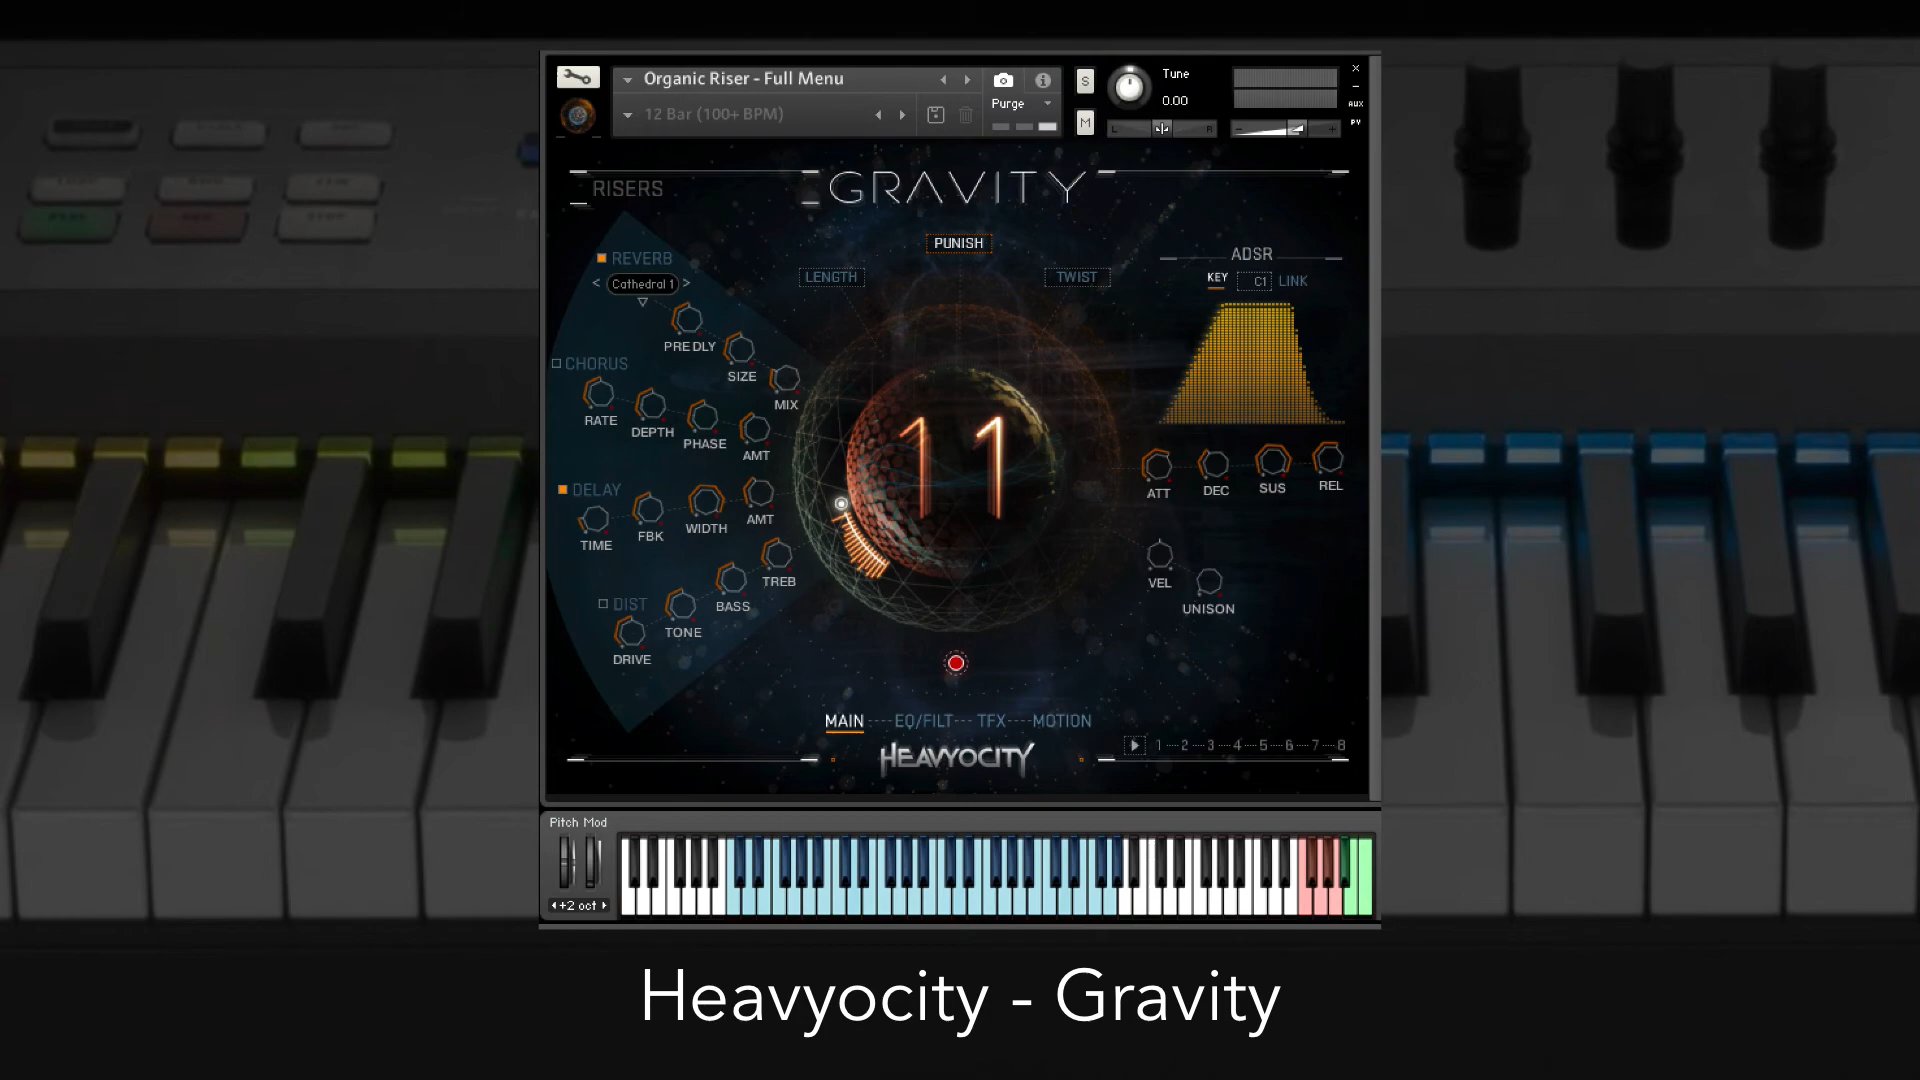 Organic Riser - Full Menu
12 Bar (100+ BPM)
Purge
S
M
Tune
0.00
L
R
AUX
PV
RISERS
GRAVITY
PUNISH
LENGTH
TWIST
REVERB
< Cathedral 1 >
PRE DLY
SIZE
MIX
CHORUS
RATE
DEPTH
PHASE
AMT
DELAY
TIME
FBK
WIDTH
AMT
DIST
DRIVE
TONE
BASS
TREB
11
ADSR
KEY C1 LINK
ATT
DEC
SUS
REL
VEL
UNISON
MAIN EQ/FILT TFX MOTION
1 2 3 4 5 6 7 8
HEAVYOCITY
Pitch Mod
+2 oct
Heavyocity - Gravity